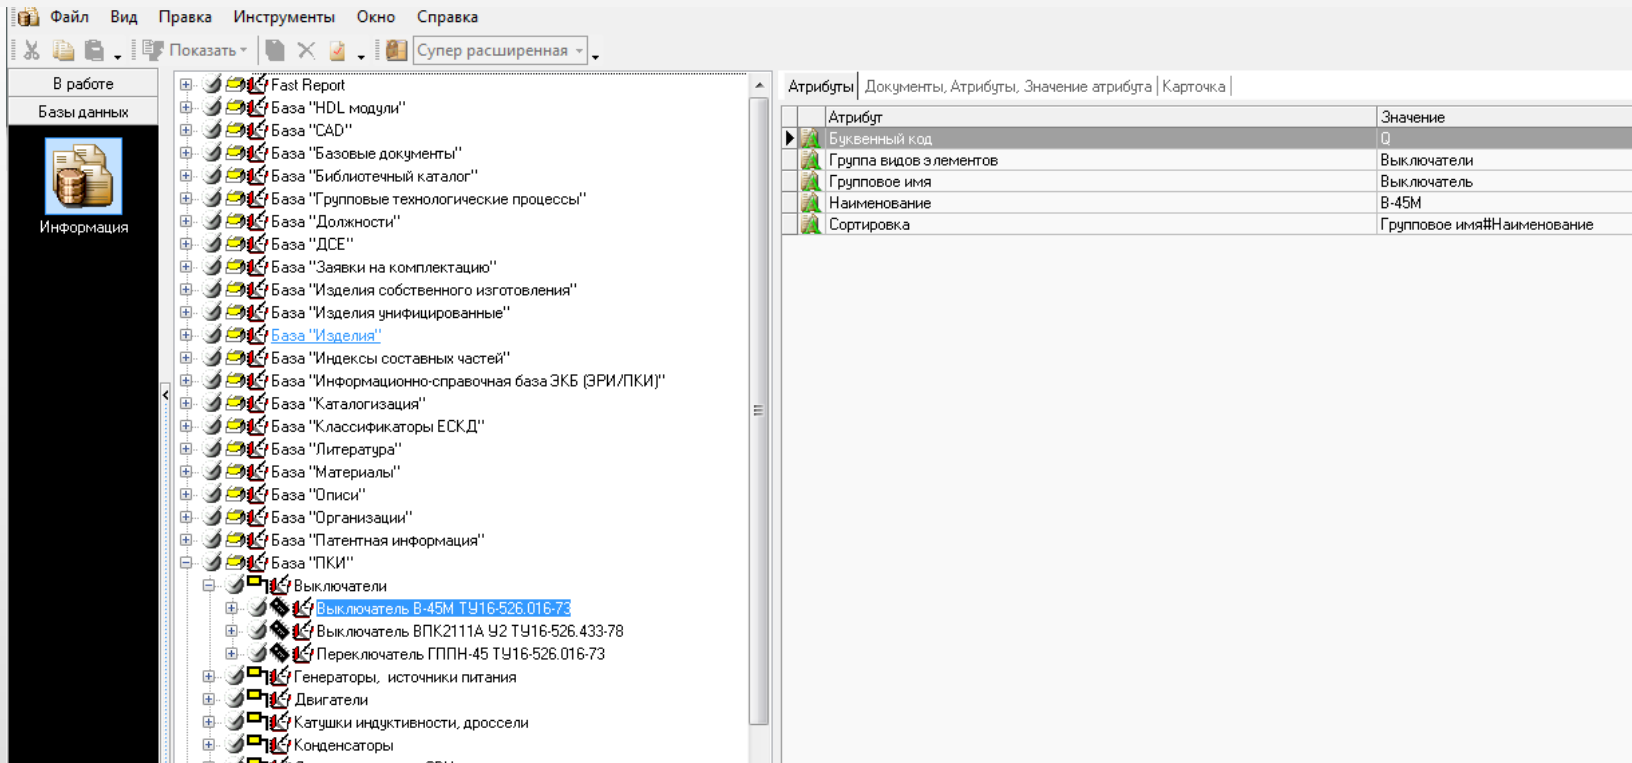 Файл Вид Правка Инструменты Окно Справка
Показать Супер расширенная
В работе
Базы данных
Информация
Fast Report
База "HDL модули"
База "CAD"
База "Базовые документы"
База "Библиотечный каталог"
База "Групповые технологические процессы"
База "Должности"
База "ДСЕ"
База "Заявки на комплектацию"
База "Изделия собственного изготовления"
База "Изделия унифицированные"
База "Изделия"
База "Индексы составных частей"
База "Информационно-справочная база ЭКБ (ЭРИ/ПКИ)"
База "Каталогизация"
База "Классификаторы ЕСКД"
База "Литература"
База "Материалы"
База "Описи"
База "Организации"
База "Патентная информация"
База "ПКИ"
Выключатели
Выключатель В-45М ТУ16-526.016-73
Выключатель ВПК2111А У2 ТУ16-526.433-78
Переключатель ГППН-45 ТУ16-526.016-73
Генераторы, источники питания
Двигатели
Катушки индуктивности, дроссели
Конденсаторы
Атрибуты Документы, Атрибуты, Значение атрибута Карточка
Атрибут Значение
Буквенный код Q
Группа видов элементов Выключатели
Групповое имя Выключатель
Наименование В-45М
Сортировка Групповое имя#Наименование